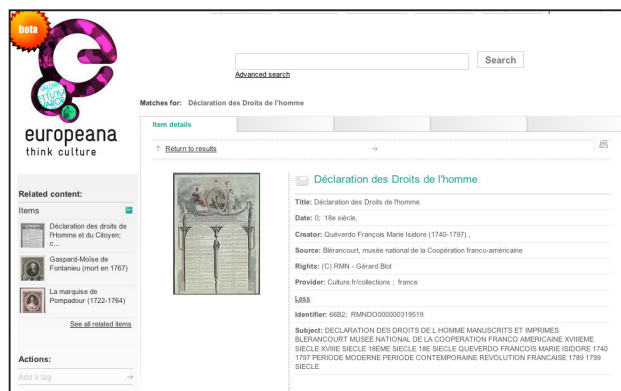 beta
europeana
think culture
Search
Advanced search
Matches for: Déclaration des Droits de l'homme
Item details
↑ Return to results →
Related content:
Items
Déclaration des droits de
l'Homme et du Citoyen;
c...
Gaspard-Moïse de
Fontanieu (mort en 1767)
La marquise de
Pompadour (1722-1764)
See all related items
Actions:
Add a tag →
Déclaration des Droits de l'homme
Title: Déclaration des Droits de l'homme
Date: 0; 18e siècle,
Creator: Quéverdo François Marie Isidore (1740-1797) ,
Source: Blérancourt, musée national de la Coopération franco-américaine
Rights: (C) RMN - Gérard Blot
Provider: Culture.fr/collections ; france
Less
Identifier: 66B2; RMNDO000000319519
Subject: DECLARATION DES DROITS DE L HOMME MANUSCRITS ET IMPRIMES
BLERANCOURT MUSEE NATIONAL DE LA COOPERATION FRANCO AMERICAINE XVIIIEME
SIECLE XVIIIE SIECLE 18EME SIECLE 18E SIECLE QUEVERDO FRANCOIS MARIE ISIDORE 1740
1797 PERIODE MODERNE PERIODE CONTEMPORAINE REVOLUTION FRANCAISE 1789 1799
SIECLE